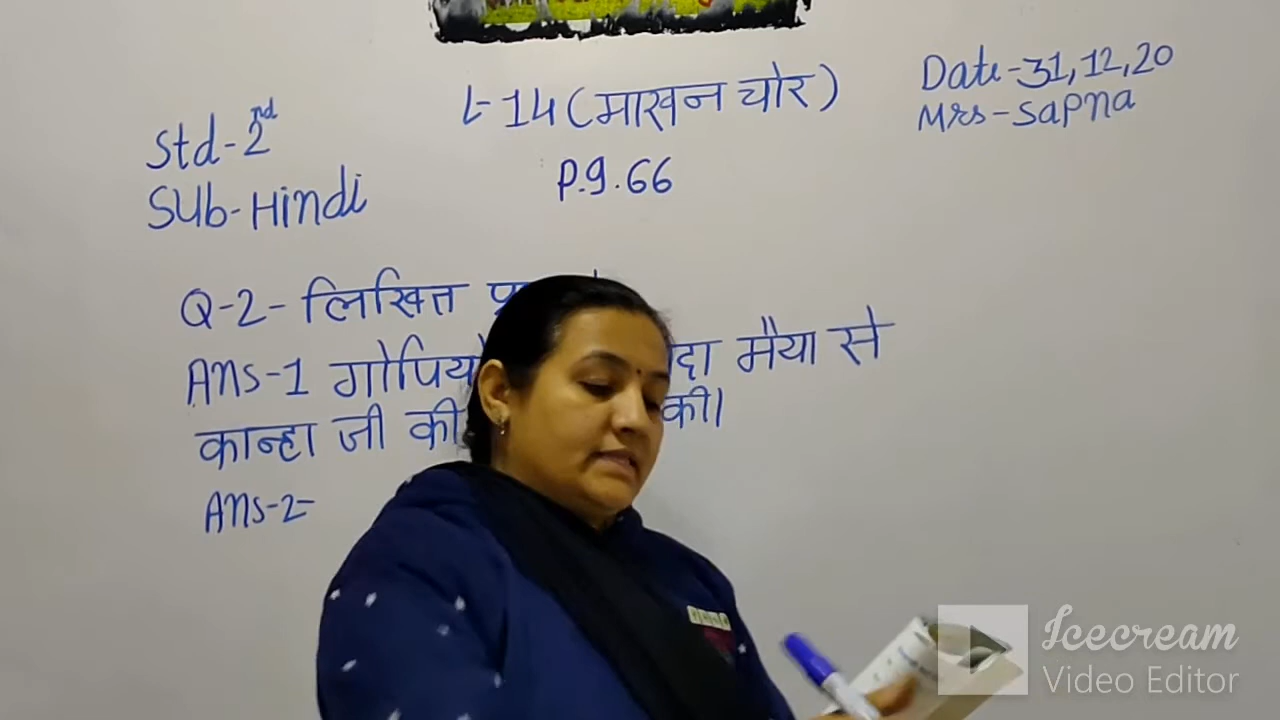 Std-2nd
Sub-Hindi
L-14 (माखन चोर)
P.9.66
Date-31,12,20
Mrs-Sapna
Q-2- लिखित
Ans-1 मैया से
कान्हा जी की की।
Ans-2-
Icecream
Video Editor